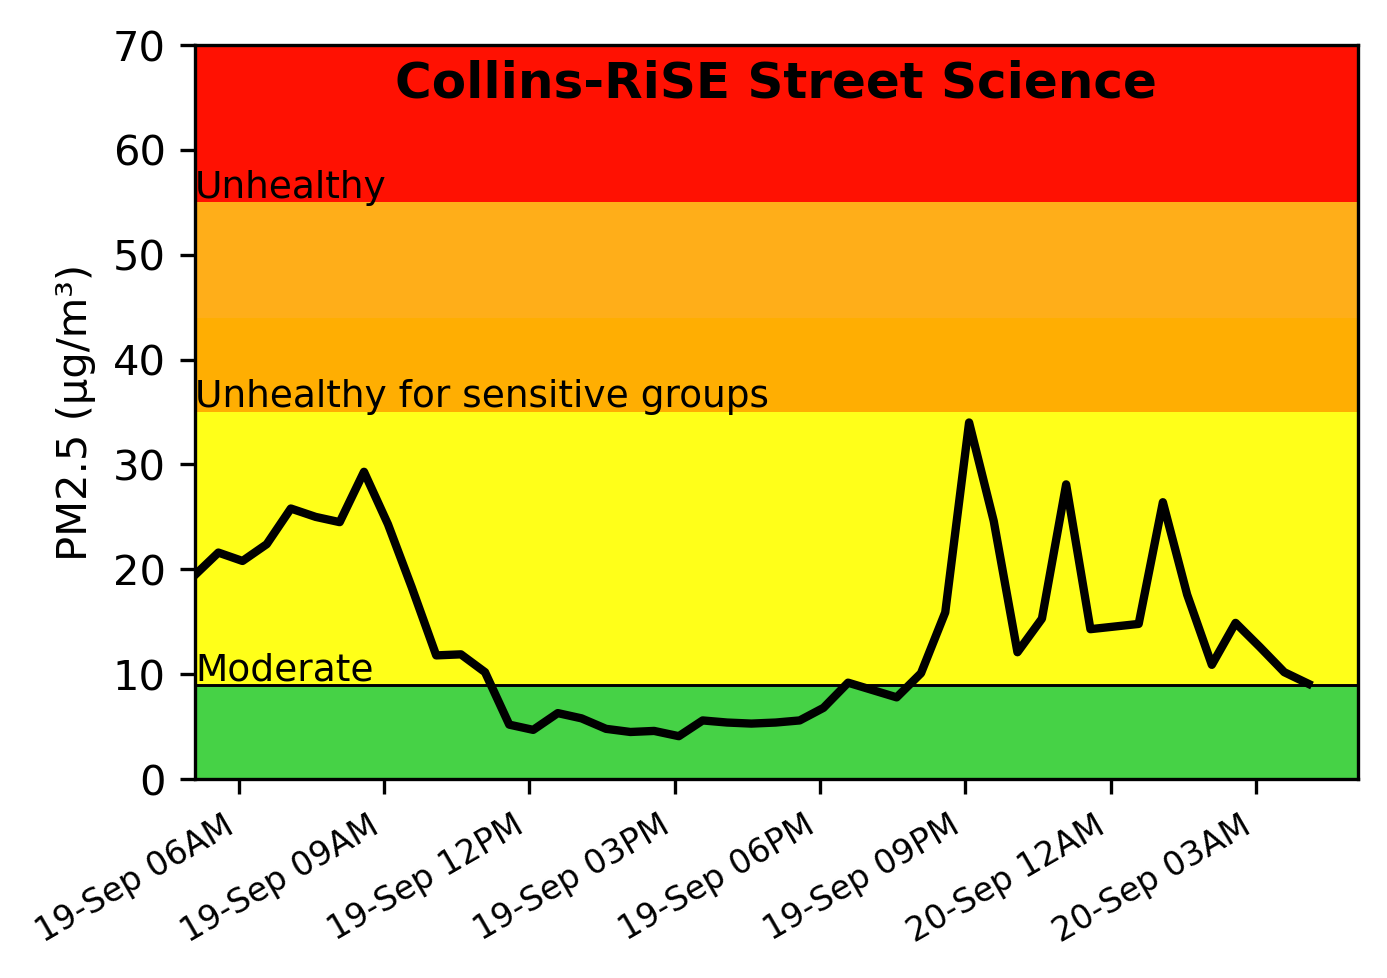 Collins-RiSE Street Science
70
60
Unhealthy
50
40
Unhealthy for sensitive groups
30
20
10
Moderate
0
PM2.5 (µg/m³)
19-Sep 06AM
19-Sep 09AM
19-Sep 12PM
19-Sep 03PM
19-Sep 06PM
19-Sep 09PM
20-Sep 12AM
20-Sep 03AM